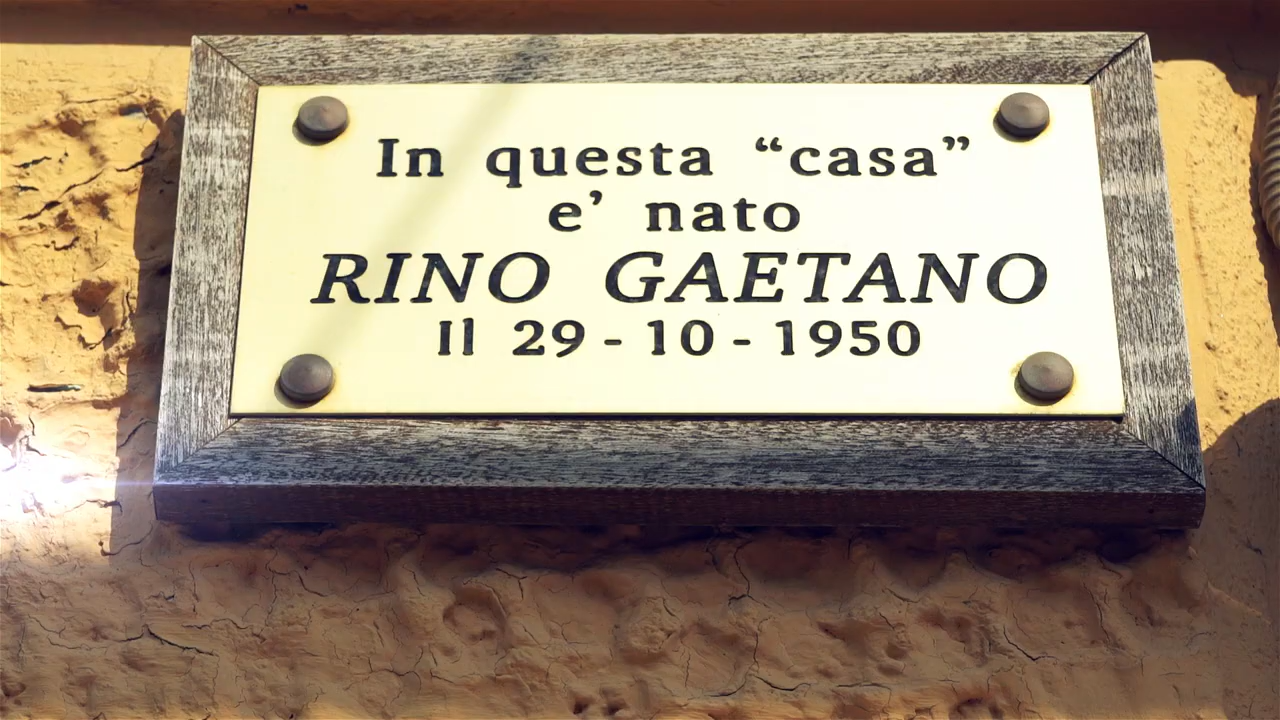 In questa “casa”
e’ nato
RINO GAETANO
Il 29-10-1950